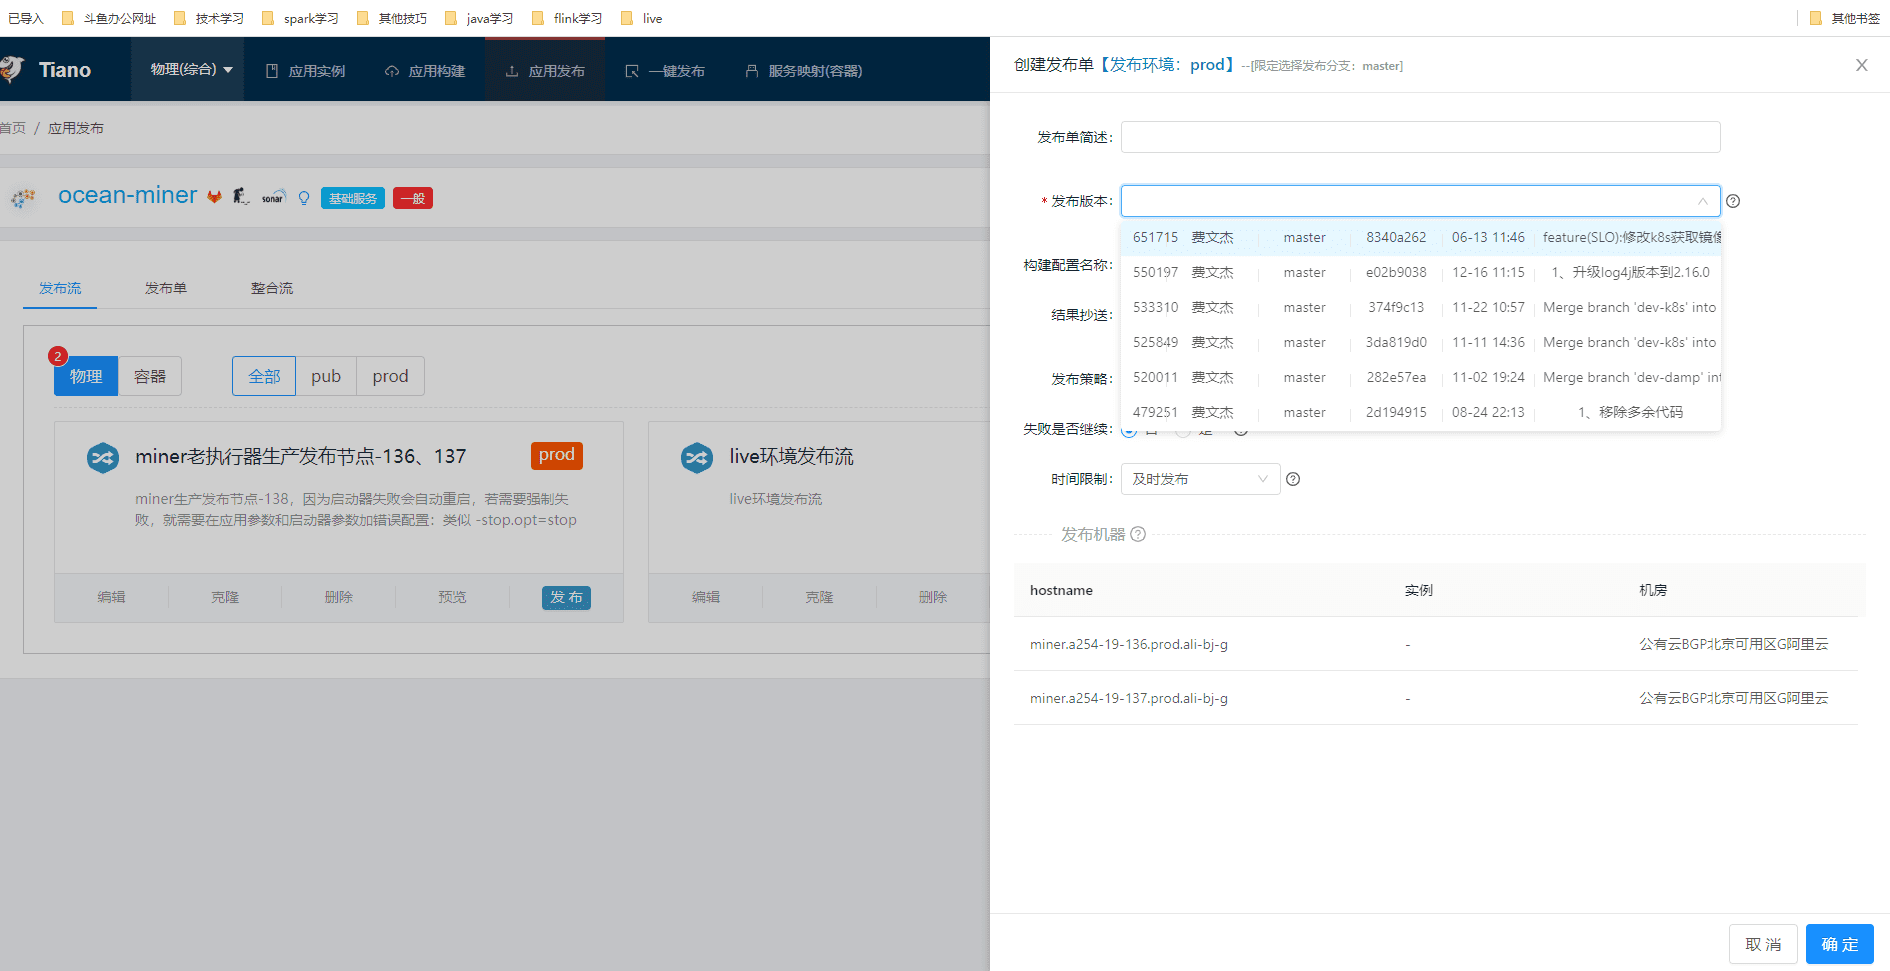 已导入 斗鱼办公网址 技术学习 spark学习 其他技巧 java学习 flink学习 live 其他书签
Tiano 物理(综合) 应用实例 应用构建 应用发布 一键发布 服务映射(容器)
首页 / 应用发布
ocean-miner sonar 基础服务 一般
发布流 发布单 整合流
2
物理 容器 全部 pub prod
miner老执行器生产发布节点-136、137 prod
miner生产发布节点-138，因为启动器失败会自动重启，若需要强制失
败，就需要在应用参数和启动器参数加错误配置：类似 -stop.opt=stop
编辑 克隆 删除 预览 发 布
live环境发布流
live环境发布流
编辑 克隆 删除
创建发布单【发布环境：prod】--[限定选择发布分支：master]
发布单简述：
* 发布版本：
651715 费文杰 master 8340a262 06-13 11:46 feature(SLO):修改k8s获取镜像
550197 费文杰 master e02b9038 12-16 11:15 1、升级log4j版本到2.16.0
533310 费文杰 master 374f9c13 11-22 10:57 Merge branch 'dev-k8s' into
525849 费文杰 master 3da819d0 11-11 14:36 Merge branch 'dev-k8s' into
520011 费文杰 master 282e57ea 11-02 19:24 Merge branch 'dev-damp' int
479251 费文杰 master 2d194915 08-24 22:13 1、移除多余代码
构建配置名称：
结果抄送：
发布策略：
失败是否继续： 否 是
时间限制： 及时发布
发布机器
hostname 实例 机房
miner.a254-19-136.prod.ali-bj-g - 公有云BGP北京可用区G阿里云
miner.a254-19-137.prod.ali-bj-g - 公有云BGP北京可用区G阿里云
取 消 确 定